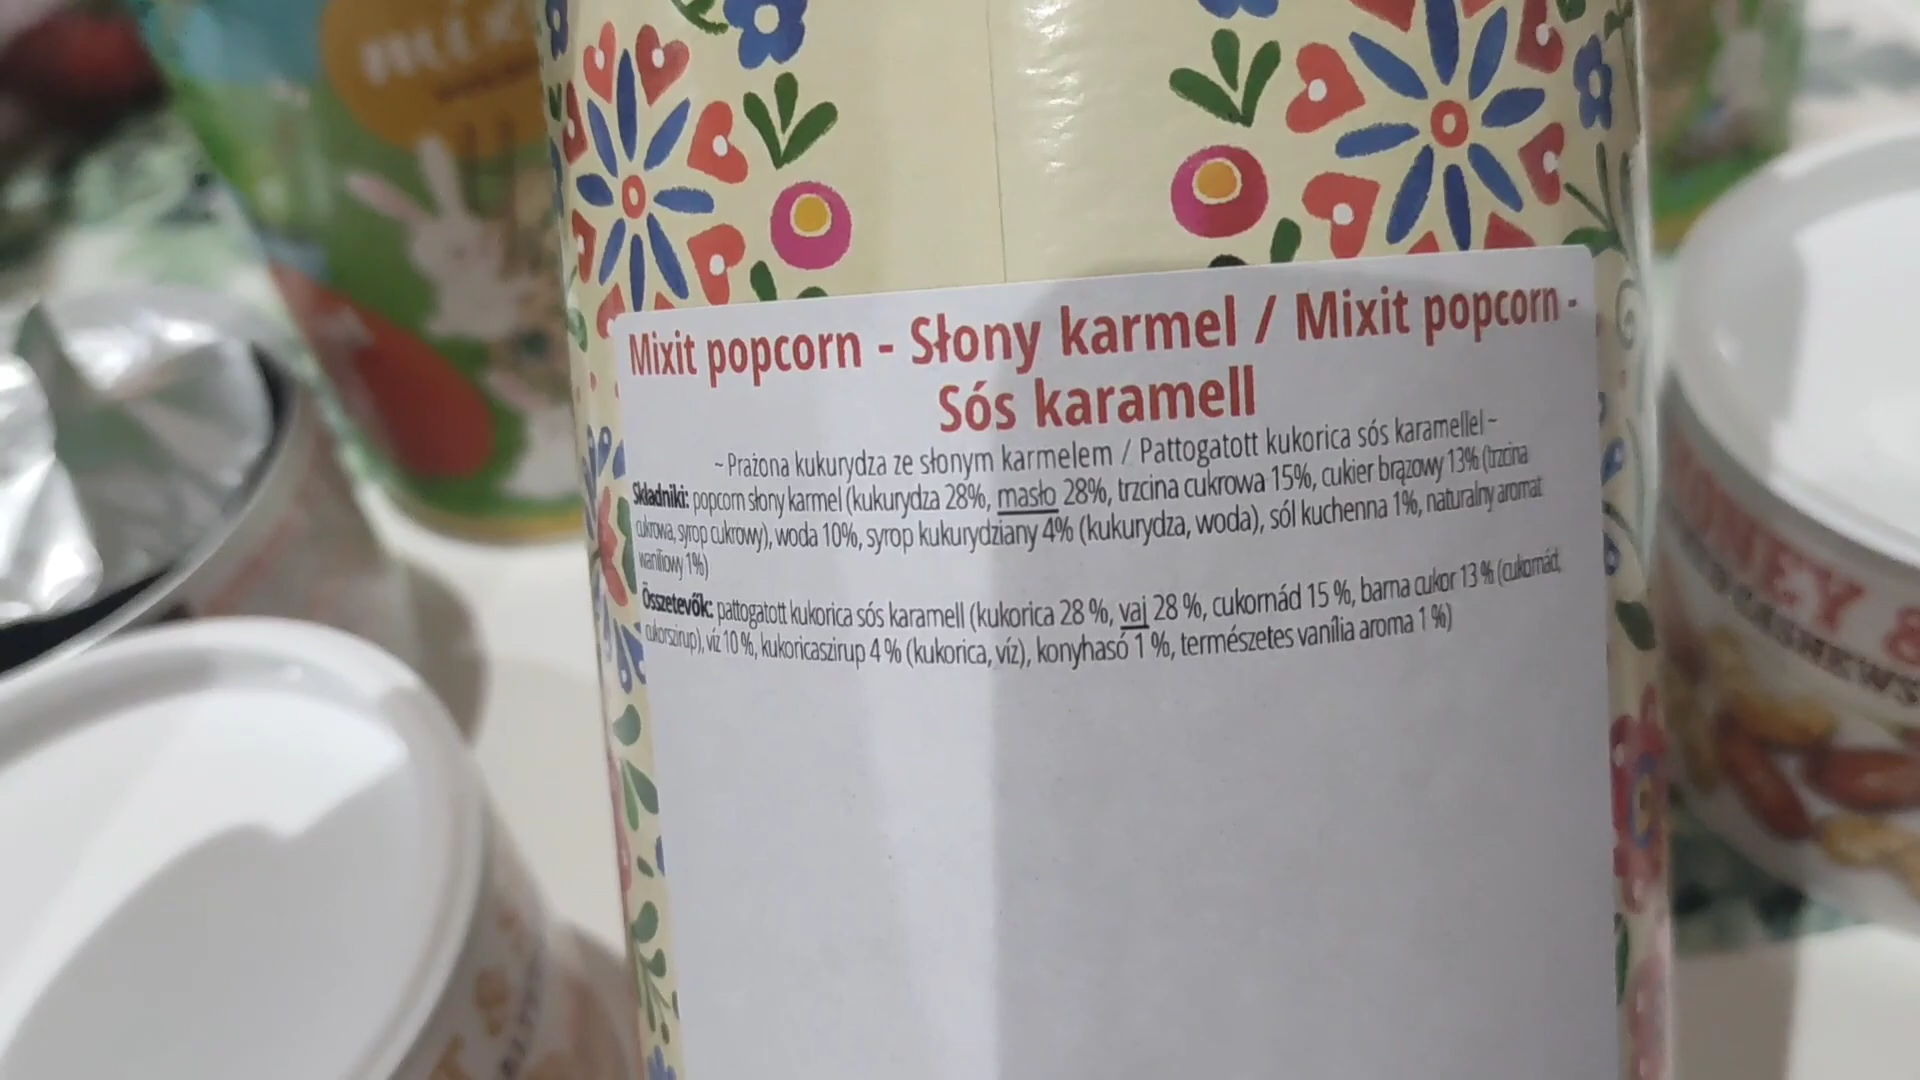 mix
Mixit popcorn - Słony karmel / Mixit popcorn -
Sós karamell
~ Prażona kukurydza ze słonym karmelem / Pattogatott kukorica sós karamellel ~
Składniki: popcorn słony karmel (kukurydza 28%, masło 28%, trzcina cukrowa 15%, cukier brązowy 13% (trzcina
cukrowa, syrop cukrowy), woda 10%, syrop kukurydziany 4% (kukurydza, woda), sól kuchenna 1%, naturalny aromat
waniliowy 1%)
Összetevők: pattogatott kukorica sós karamell (kukorica 28 %, vaj 28 %, cukornád 15 %, barna cukor 13 % (cukornád,
cukorszirup), víz 10 %, kukoricaszirup 4 % (kukorica, víz), konyhasó 1 %, természetes vanília aroma 1 %)
&
CASHEWS